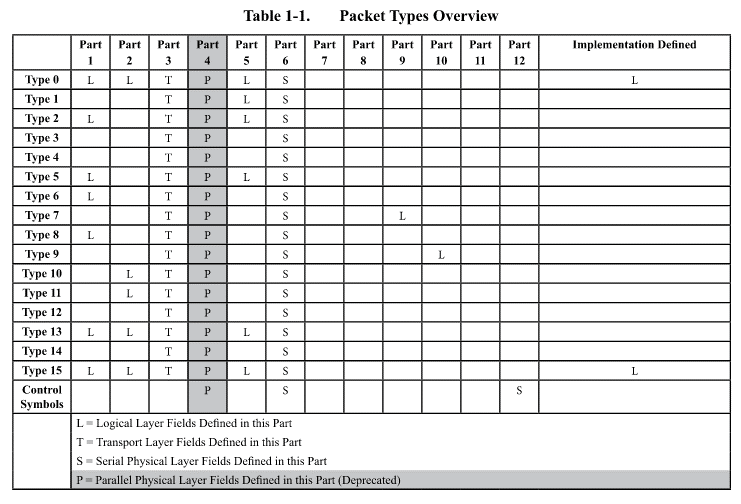 Table 1-1. Packet Types Overview
Part 1 Part 2 Part 3 Part 4 Part 5 Part 6 Part 7 Part 8 Part 9 Part 10 Part 11 Part 12 Implementation Defined
Type 0 L L T P L S L
Type 1 T P L S
Type 2 L T P L S
Type 3 T P S
Type 4 T P S
Type 5 L T P L S
Type 6 L T P S
Type 7 T P S L
Type 8 L T P S
Type 9 T P S L
Type 10 L T P S
Type 11 L T P S
Type 12 T P S
Type 13 L L T P L S
Type 14 T P S
Type 15 L L T P L S L
Control Symbols P S S
L = Logical Layer Fields Defined in this Part
T = Transport Layer Fields Defined in this Part
S = Serial Physical Layer Fields Defined in this Part
P = Parallel Physical Layer Fields Defined in this Part (Deprecated)